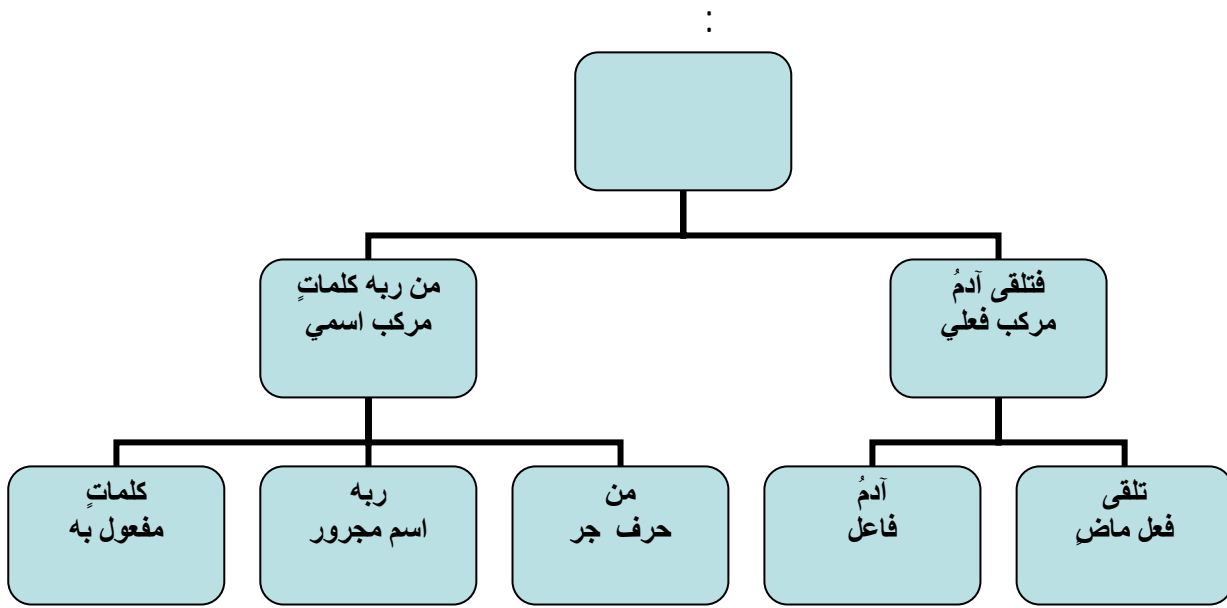 :
فتلقى آدمُ
مركب فعلي
من ربه كلماتٍ
مركب اسمي
تلقى
فعل ماضٍ
آدمُ
فاعل
من
حرف جر
ربه
اسم مجرور
كلماتٍ
مفعول به